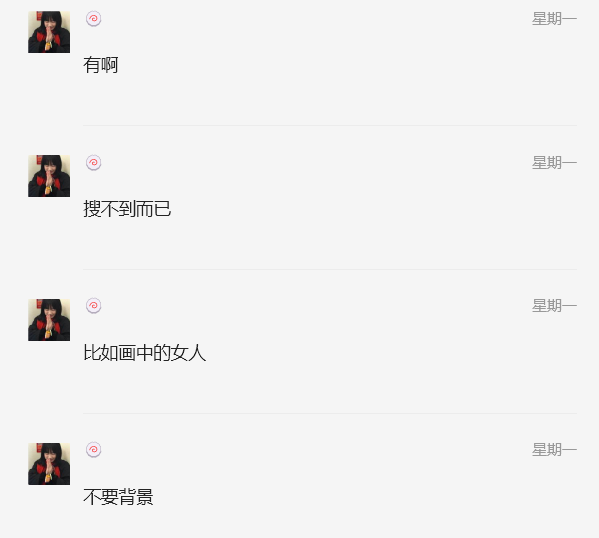 星期一
有啊
星期一
搜不到而已
星期一
比如画中的女人
星期一
不要背景